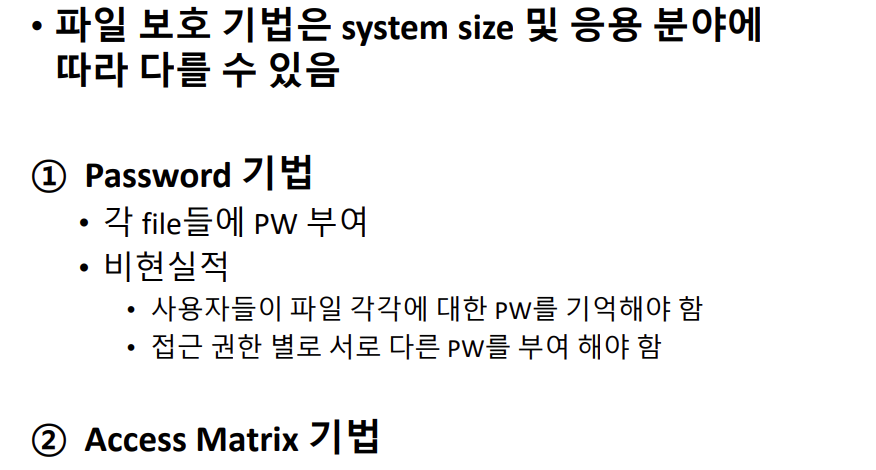 • 파일 보호 기법은 system size 및 응용 분야에
따라 다를 수 있음
① Password 기법
• 각 file들에 PW 부여
• 비현실적
• 사용자들이 파일 각각에 대한 PW를 기억해야 함
• 접근 권한 별로 서로 다른 PW를 부여 해야 함
② Access Matrix 기법